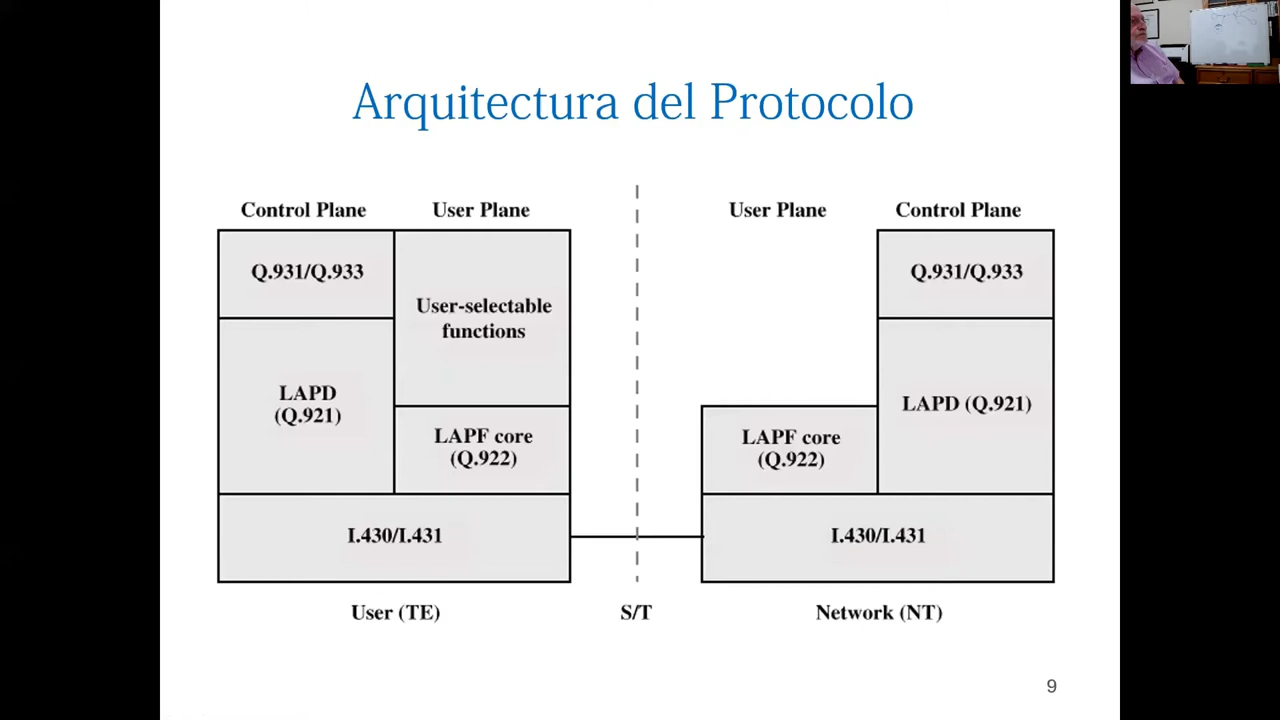 Arquitectura del Protocolo
Control Plane
User Plane
User Plane
Control Plane
Q.931/Q.933
User-selectable
functions
LAPD
(Q.921)
LAPF core
(Q.922)
I.430/I.431
Q.931/Q.933
LAPD (Q.921)
LAPF core
(Q.922)
I.430/I.431
User (TE)
S/T
Network (NT)
9